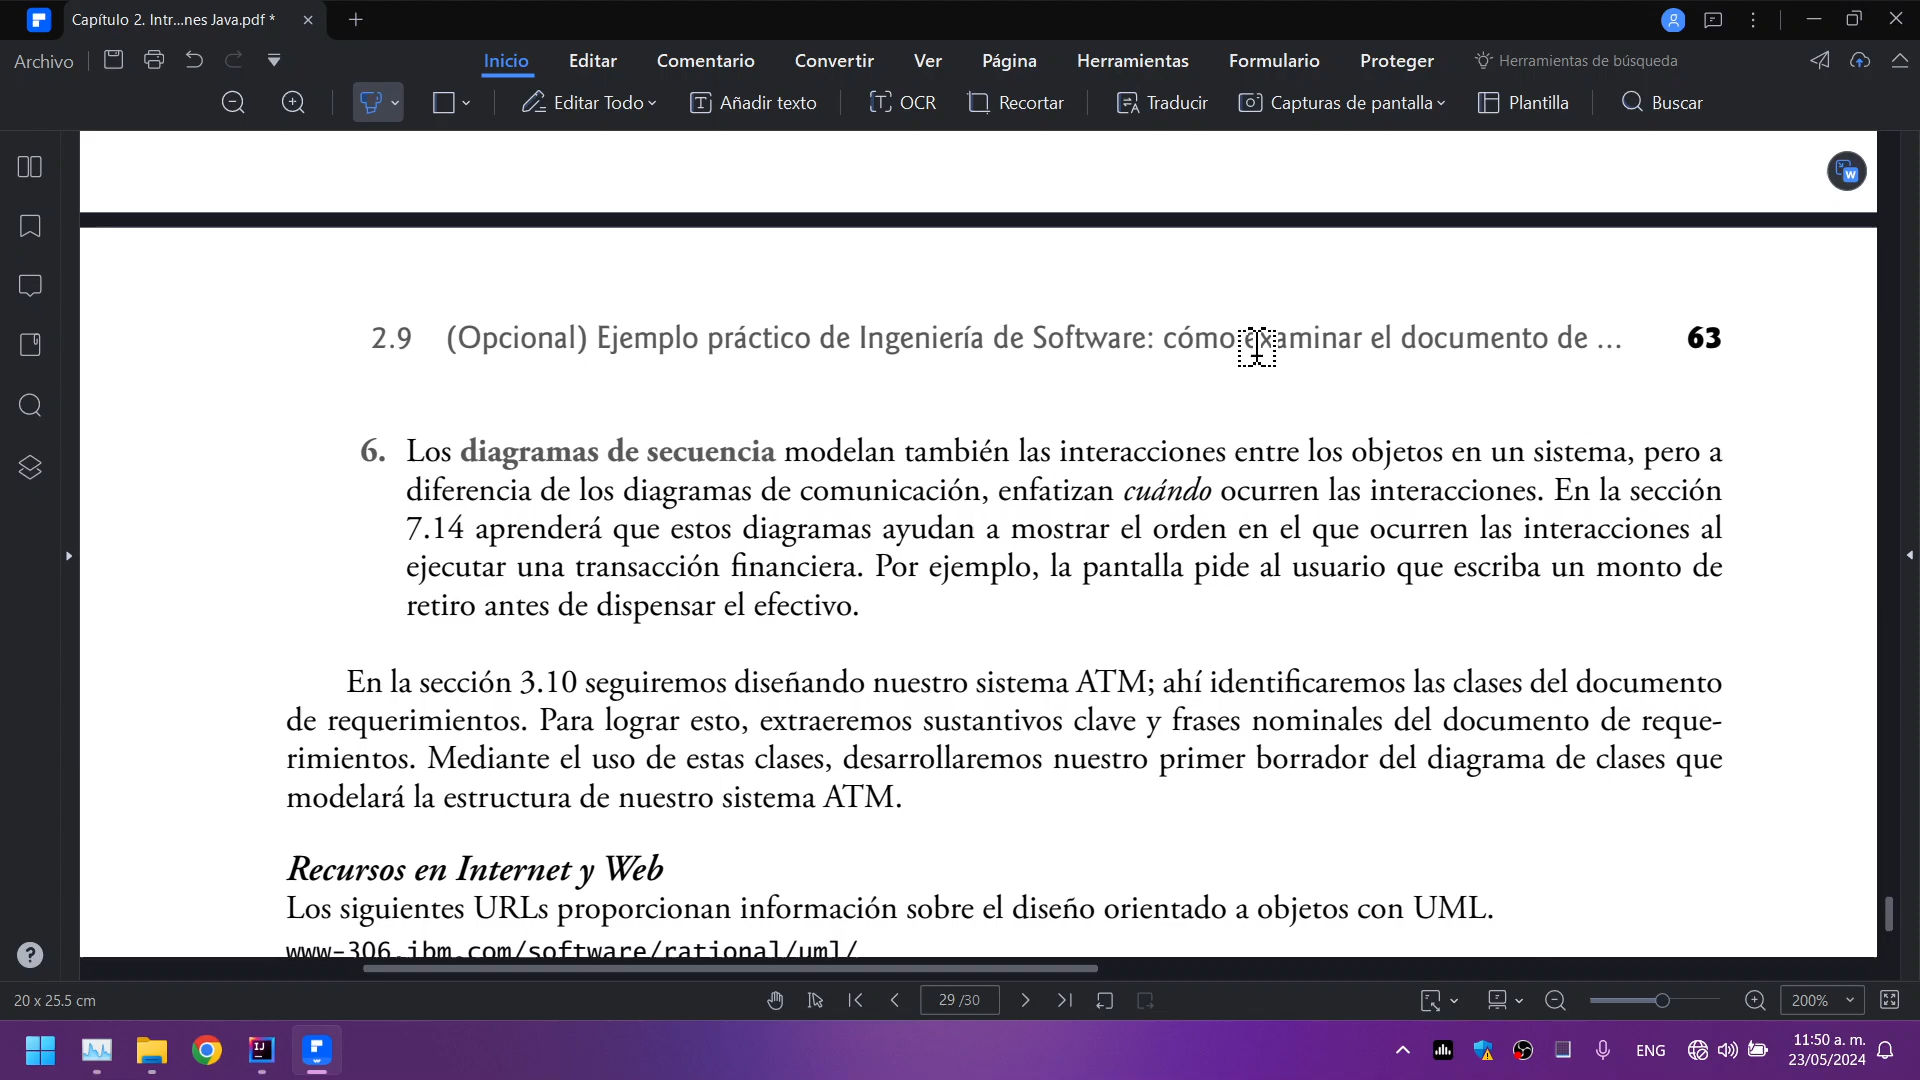 Capítulo 2. Intr...nes Java.pdf *
Archivo
Inicio
Editar
Comentario
Convertir
Ver
Página
Herramientas
Formulario
Proteger
Herramientas de búsqueda
Editar Todo
Añadir texto
OCR
Recortar
Traducir
Capturas de pantalla
Plantilla
Buscar
2.9 (Opcional) Ejemplo práctico de Ingeniería de Software: cómo examinar el documento de ... 63
6. Los diagramas de secuencia modelan también las interacciones entre los objetos en un sistema, pero a
diferencia de los diagramas de comunicación, enfatizan cuándo ocurren las interacciones. En la sección
7.14 aprenderá que estos diagramas ayudan a mostrar el orden en el que ocurren las interacciones al
ejecutar una transacción financiera. Por ejemplo, la pantalla pide al usuario que escriba un monto de
retiro antes de dispensar el efectivo.
En la sección 3.10 seguiremos diseñando nuestro sistema ATM; ahí identificaremos las clases del documento
de requerimientos. Para lograr esto, extraeremos sustantivos clave y frases nominales del documento de reque-
rimientos. Mediante el uso de estas clases, desarrollaremos nuestro primer borrador del diagrama de clases que
modelará la estructura de nuestro sistema ATM.
Recursos en Internet y Web
Los siguientes URLs proporcionan información sobre el diseño orientado a objetos con UML.
www-306.ibm.com/software/rational/uml/
20 x 25.5 cm
29 /30
200%
ENG
11:50 a. m.
23/05/2024